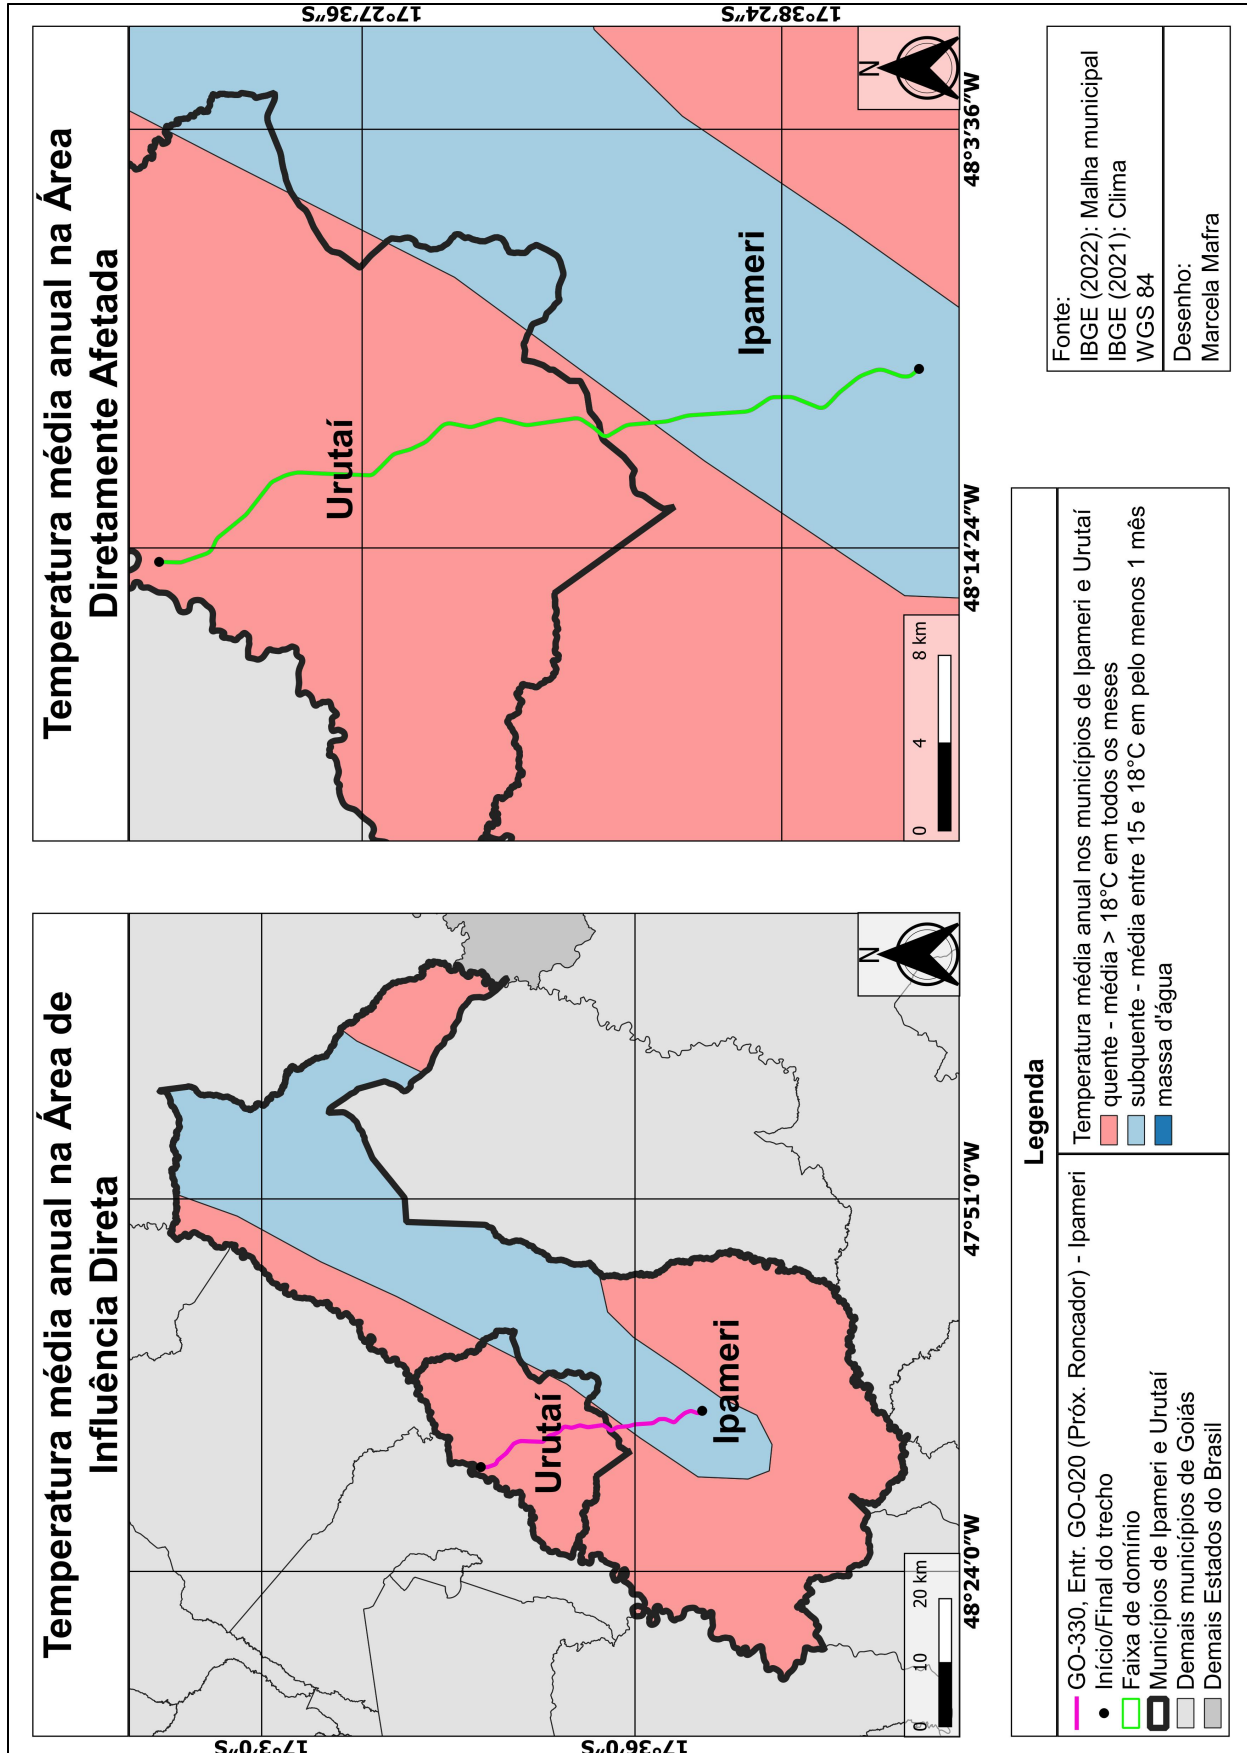 Temperatura média anual na Área de
Influência Direta
17°3′0″S
17°36′0″S
48°24′0″W
47°51′0″W
Urutaí
Ipameri
N
0
10
20 km
Temperatura média anual na Área
Diretamente Afetada
17°27′36″S
17°38′24″S
48°14′24″W
48°3′36″W
Urutaí
Ipameri
N
0
4
8 km
Legenda
GO-330, Entr. GO-020 (Próx. Roncador) - Ipameri
Início/Final do trecho
Faixa de domínio
Municípios de Ipameri e Urutaí
Demais municípios de Goiás
Demais Estados do Brasil
Temperatura média anual nos municípios de Ipameri e Urutaí
quente - média > 18°C em todos os meses
subquente - média entre 15 e 18°C em pelo menos 1 mês
massa d'água
Fonte:
IBGE (2022): Malha municipal
IBGE (2021): Clima
WGS 84
Desenho:
Marcela Mafra